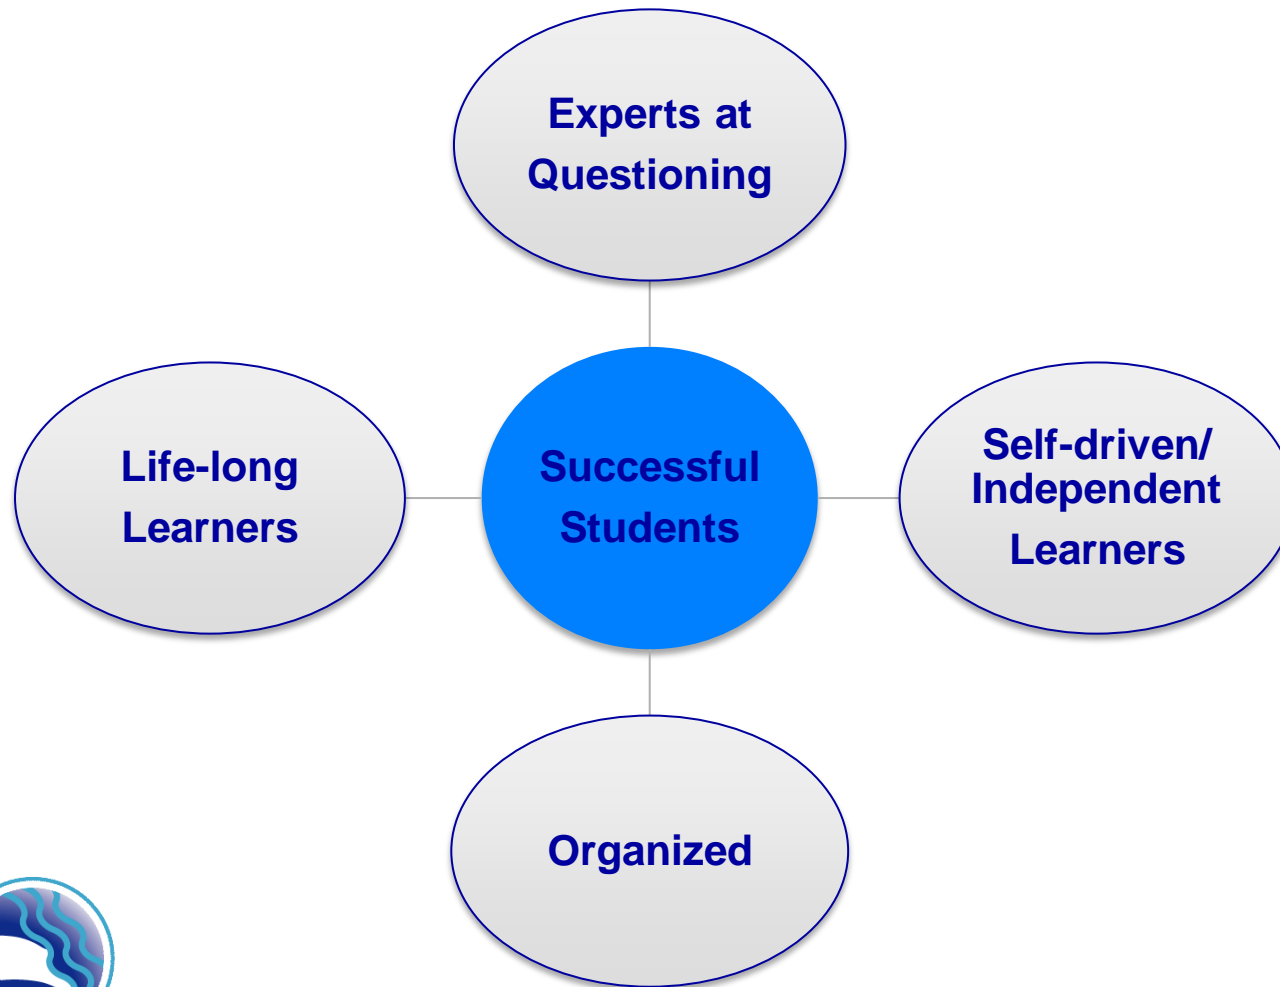 Experts at
Questioning
Life-long
Learners
Successful
Students
Self-driven/
Independent
Learners
Organized